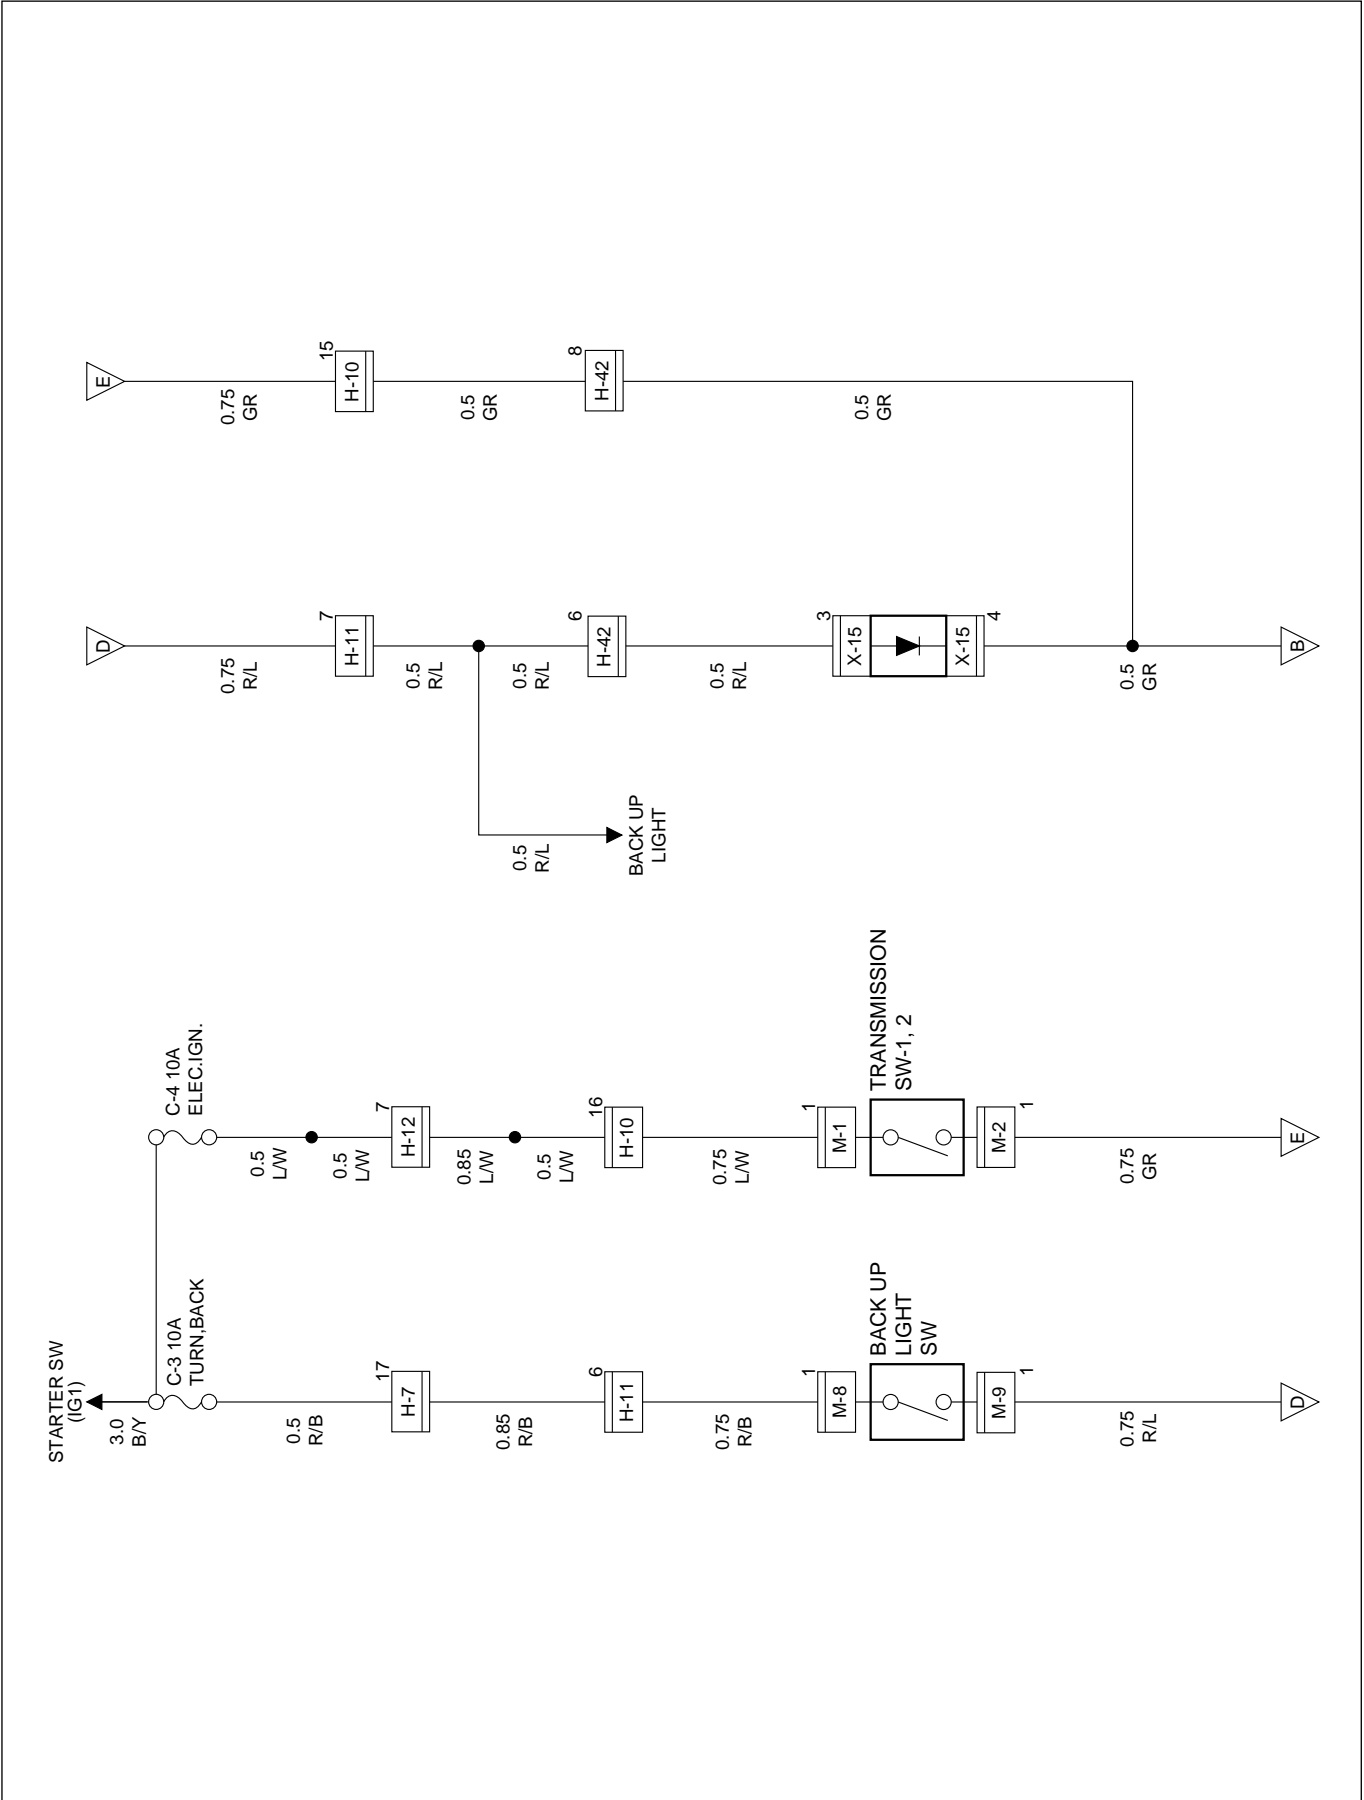 STARTER SW
(IG1)
3.0
B/Y
C-3 10A
TURN,BACK
0.5
R/B
17
H-7
0.85
R/B
6
H-11
0.75
R/B
1
M-8
BACK UP
LIGHT
SW
M-9
1
0.75
R/L
D
C-4 10A
ELEC.IGN.
0.5
L/W
0.5
L/W
7
H-12
0.85
L/W
0.5
L/W
16
H-10
0.75
L/W
1
M-1
TRANSMISSION
SW-1, 2
M-2
1
0.75
GR
E
D
0.75
R/L
7
H-11
0.5
R/L
0.5
R/L
BACK UP
LIGHT
0.5
R/L
6
H-42
0.5
R/L
3
X-15
X-15
4
0.5
GR
B
E
0.75
GR
15
H-10
0.5
GR
8
H-42
0.5
GR